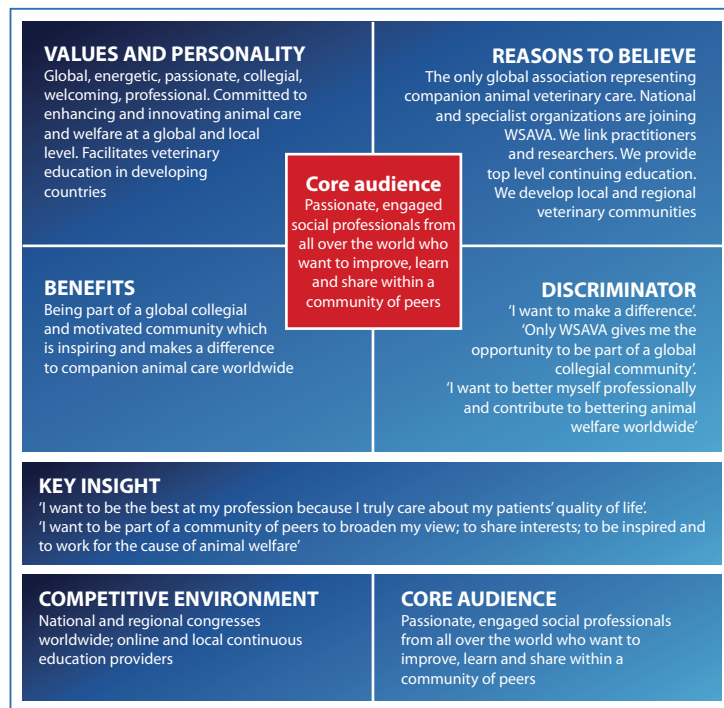 VALUES AND PERSONALITY
Global, energetic, passionate, collegial,
welcoming, professional. Committed to
enhancing and innovating animal care
and welfare at a global and local
level. Facilitates veterinary
education in developing
countries
REASONS TO BELIEVE
The only global association representing
companion animal veterinary care. National
and specialist organizations are joining
WSAVA. We link practitioners
and researchers. We provide
top level continuing education.
We develop local and regional
veterinary communities
Core audience
Passionate, engaged
social professionals from
all over the world who
want to improve, learn
and share within a
community of peers
BENEFITS
Being part of a global collegial
and motivated community which
is inspiring and makes a difference
to companion animal care worldwide
DISCRIMINATOR
‘I want to make a difference’.
‘Only WSAVA gives me the
opportunity to be part of a global
collegial community’.
‘I want to better myself professionally
and contribute to bettering animal
welfare worldwide’
KEY INSIGHT
‘I want to be the best at my profession because I truly care about my patients’ quality of life’.
‘I want to be part of a community of peers to broaden my view; to share interests; to be inspired and
to work for the cause of animal welfare’
COMPETITIVE ENVIRONMENT
National and regional congresses
worldwide; online and local continuous
education providers
CORE AUDIENCE
Passionate, engaged social professionals
from all over the world who want to
improve, learn and share within a
community of peers